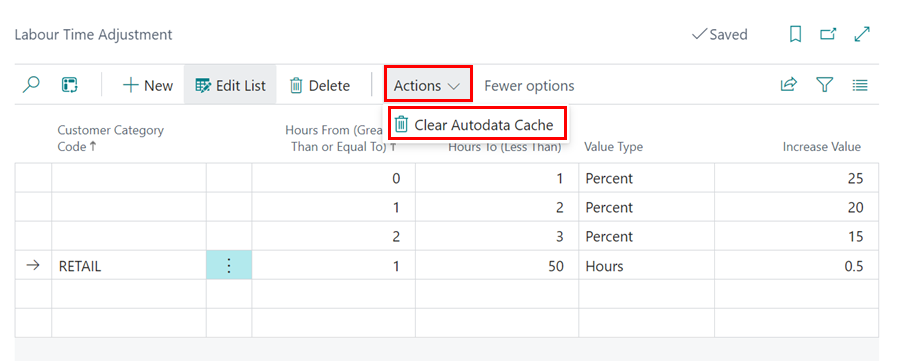 Labour Time Adjustment
Saved
New
Edit List
Delete
Actions
Fewer options
Clear Autodata Cache
Customer Category
Code ↑
Hours From (Grea
Than or Equal To) ↑
Hours To (Less Than)
Value Type
Increase Value
0 1 Percent 25
1 2 Percent 20
2 3 Percent 15
→ RETAIL 1 50 Hours 0.5